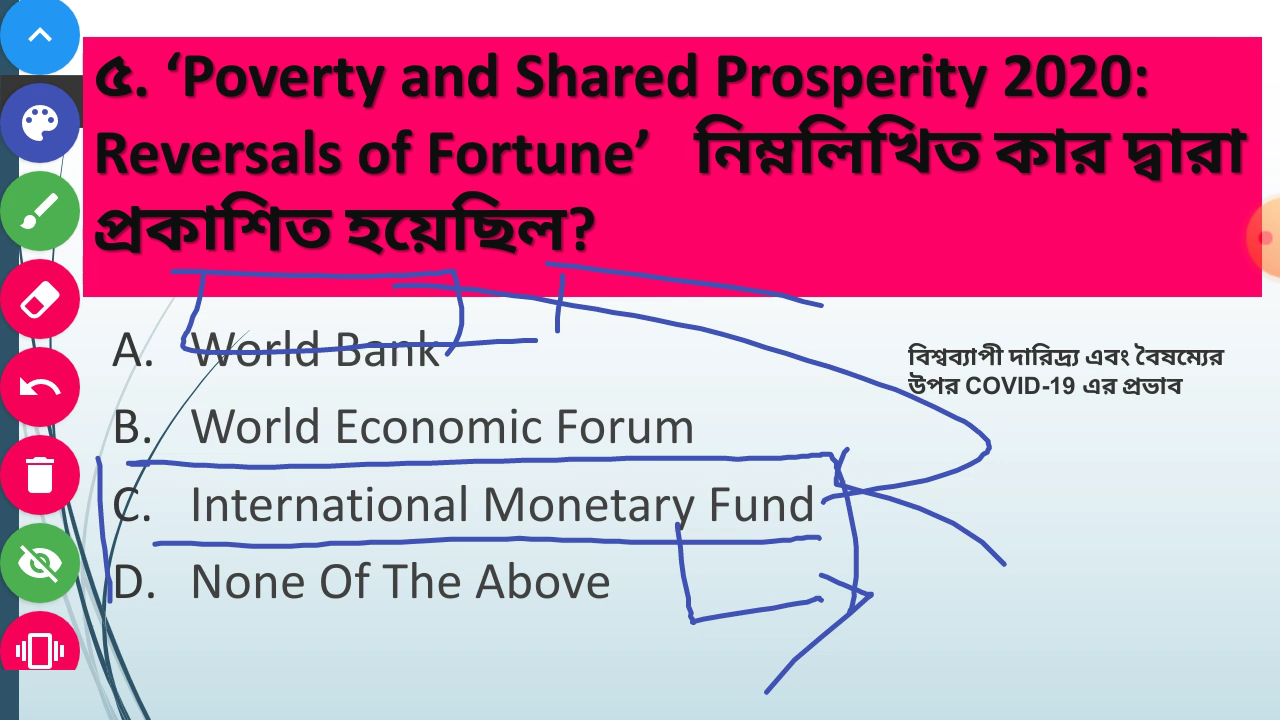 ৫. ‘Poverty and Shared Prosperity 2020:
Reversals of Fortune’ নিম্নলিখিত কার দ্বারা
প্রকাশিত হয়েছিল?
A. World Bank
B. World Economic Forum
C. International Monetary Fund
D. None Of The Above
বিশ্বব্যাপী দারিদ্র্য এবং বৈষম্যের
উপর COVID-19 এর প্রভাব